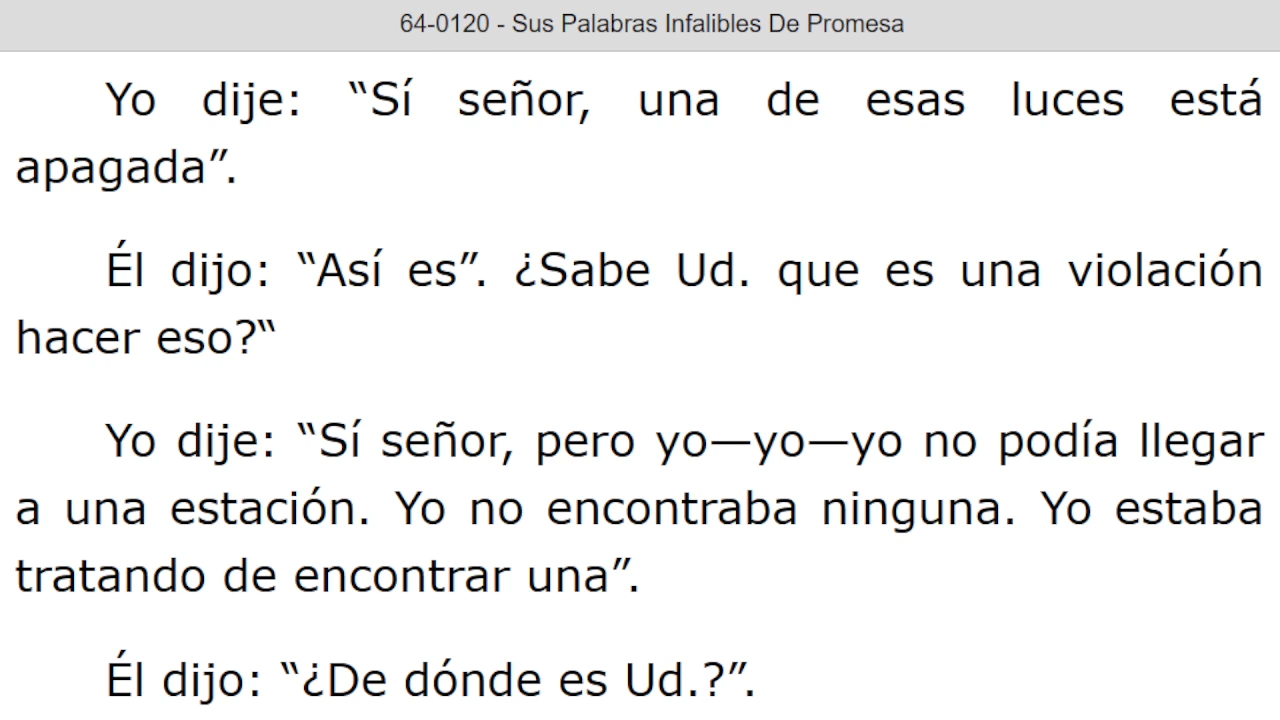 64-0120 - Sus Palabras Infalibles De Promesa
Yo dije: “Sí señor, una de esas luces está
apagada”.
Él dijo: “Así es”. ¿Sabe Ud. que es una violación
hacer eso?“
Yo dije: “Sí señor, pero yo—yo—yo no podía llegar
a una estación. Yo no encontraba ninguna. Yo estaba
tratando de encontrar una”.
Él dijo: “¿De dónde es Ud.?”.